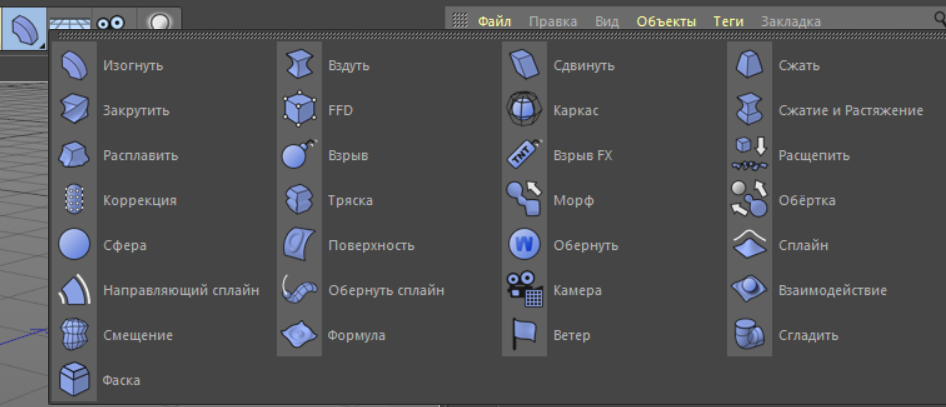 Файл Правка Вид Объекты Теги Закладка
Изогнуть Вздуть Сдвинуть Сжать
Закрутить FFD Каркас Сжатие и Растяжение
Расплавить Взрыв TNT Взрыв FX Расщепить
Коррекция Тряска Морф Обёртка
Сфера Поверхность W Обернуть Сплайн
Направляющий сплайн Обернуть сплайн Камера Взаимодействие
Смещение Формула Ветер Сгладить
Фаска